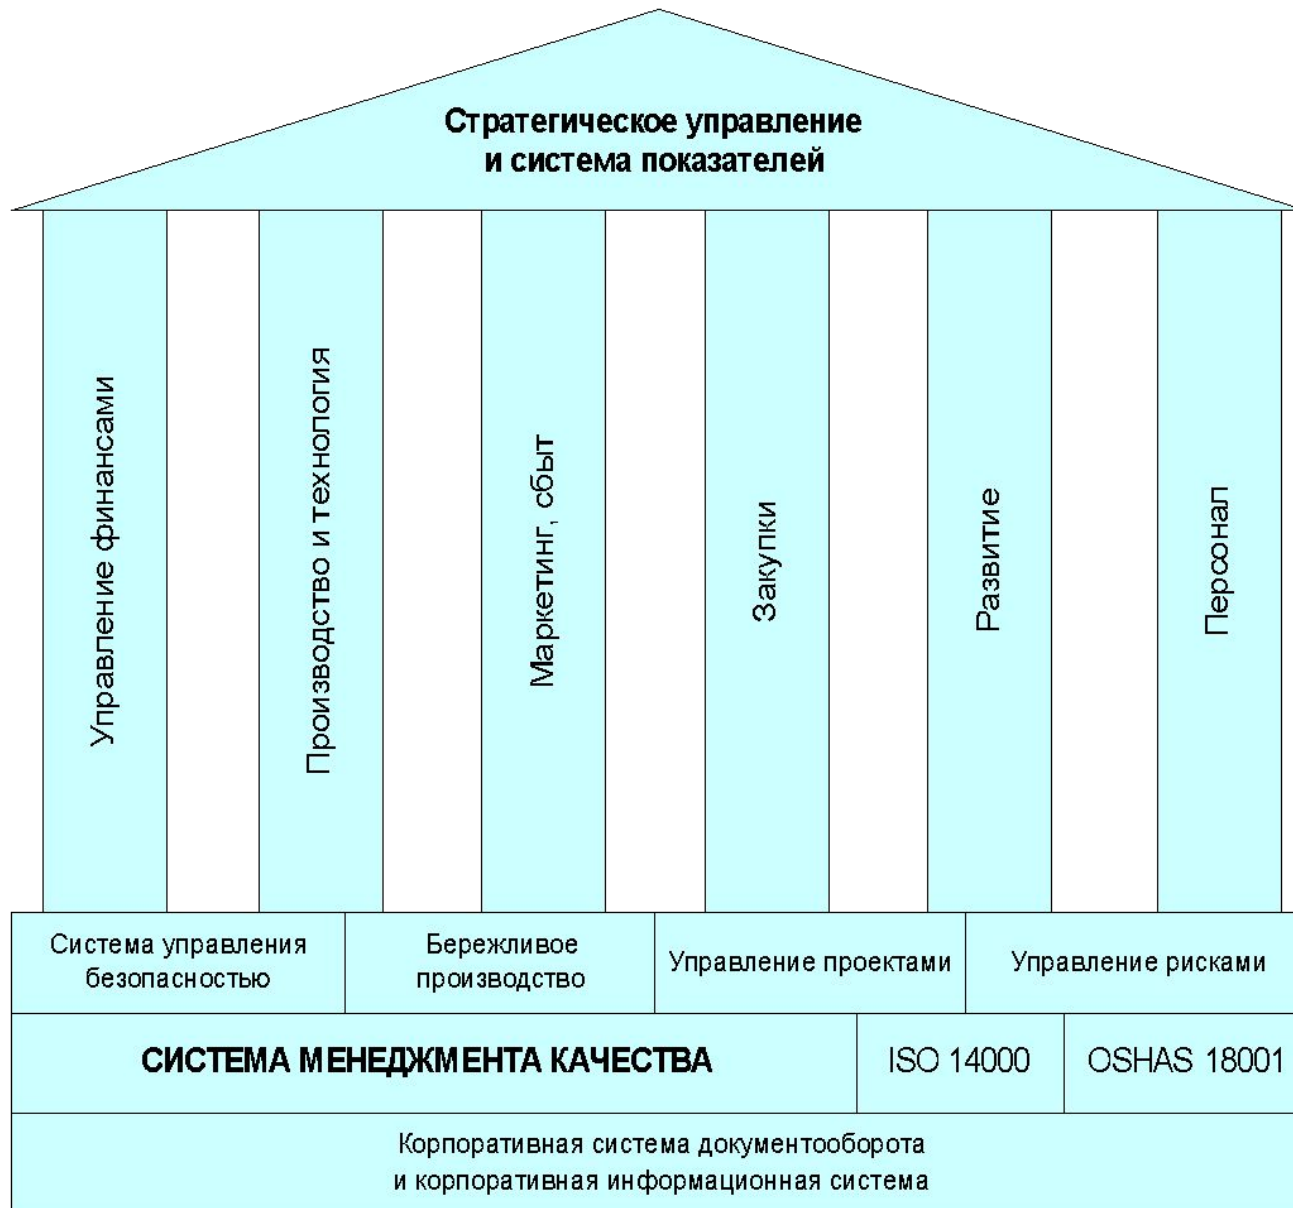 Стратегическое управление
и система показателей
Управление финансами
Производство и технология
Маркетинг, сбыт
Закупки
Развитие
Персонал
Система управления
безопасностью
Бережливое
производство
Управление проектами
Управление рисками
СИСТЕМА МЕНЕДЖМЕНТА КАЧЕСТВА
ISO 14000
OSHAS 18001
Корпоративная система документооборота
и корпоративная информационная система